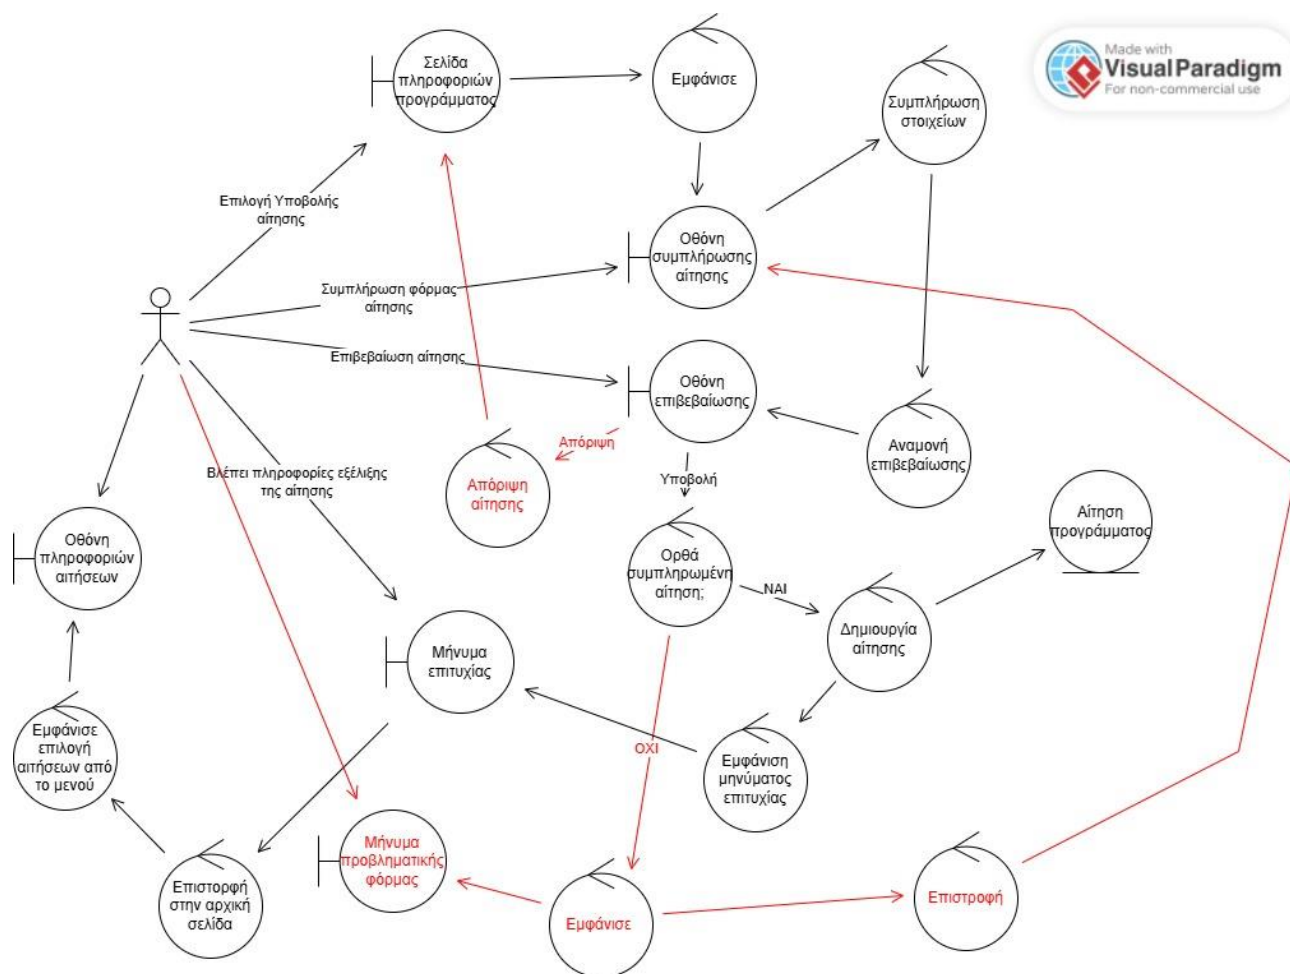 Made with
Visual Paradigm
For non-commercial use
Σελίδα
πληροφοριών
προγράμματος
Εμφάνισε
Συμπλήρωση
στοιχείων
Επιλογή Υποβολής
αίτησης
Οθόνη
συμπλήρωσης
αίτησης
Συμπλήρωση φόρμας
αίτησης
Επιβεβαίωση αίτησης
Οθόνη
επιβεβαίωσης
Απόριψη
Αναμονή
επιβεβαίωσης
Βλέπει πληροφορίες εξέλιξης
της αίτησης
Υποβολή
Απόριψη
αίτησης
Αίτηση
προγράμματος
Οθόνη
πληροφοριών
αιτήσεων
Ορθά
συμπληρωμένη
αίτηση;
ΝΑΙ
Δημιουργία
αίτησης
Μήνυμα
επιτυχίας
Εμφάνισε
επιλογή
αιτήσεων από
το μενού
ΟΧΙ
Εμφάνιση
μηνύματος
επιτυχίας
Μήνυμα
προβληματικής
φόρμας
Επιστορφή
στην αρχική
σελίδα
Εμφάνισε
Επιστροφή